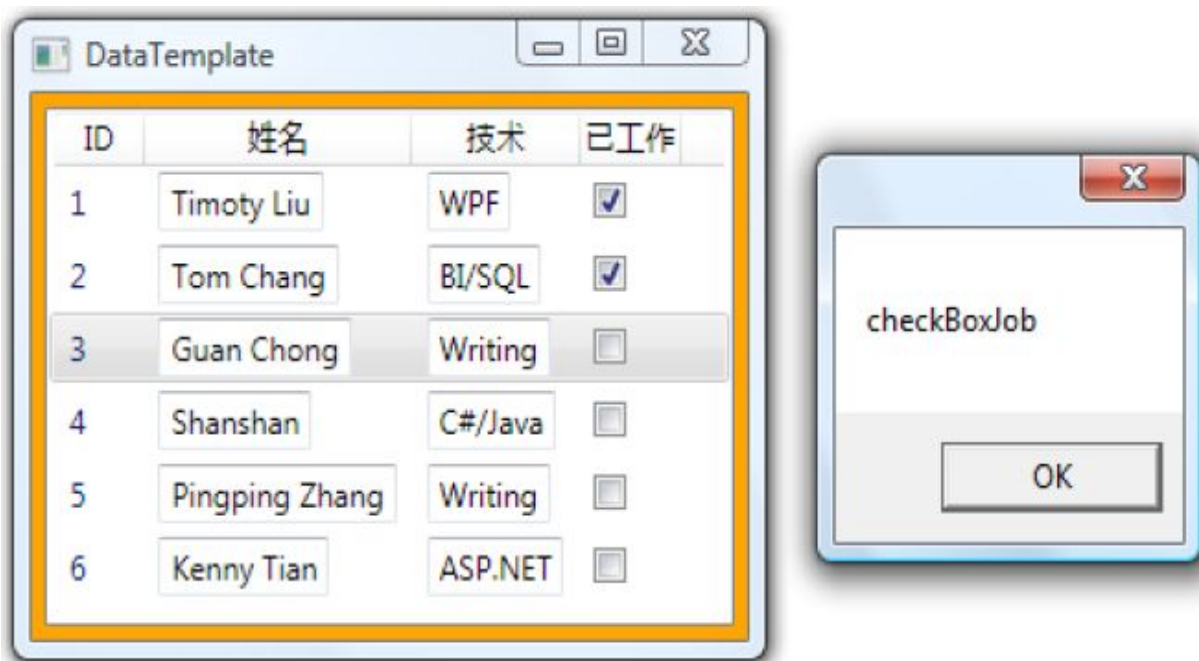 DataTemplate
ID 姓名 技术 已工作
1 Timoty Liu WPF
2 Tom Chang BI/SQL
3 Guan Chong Writing
4 Shanshan C#/Java
5 Pingping Zhang Writing
6 Kenny Tian ASP.NET
checkBoxJob
OK